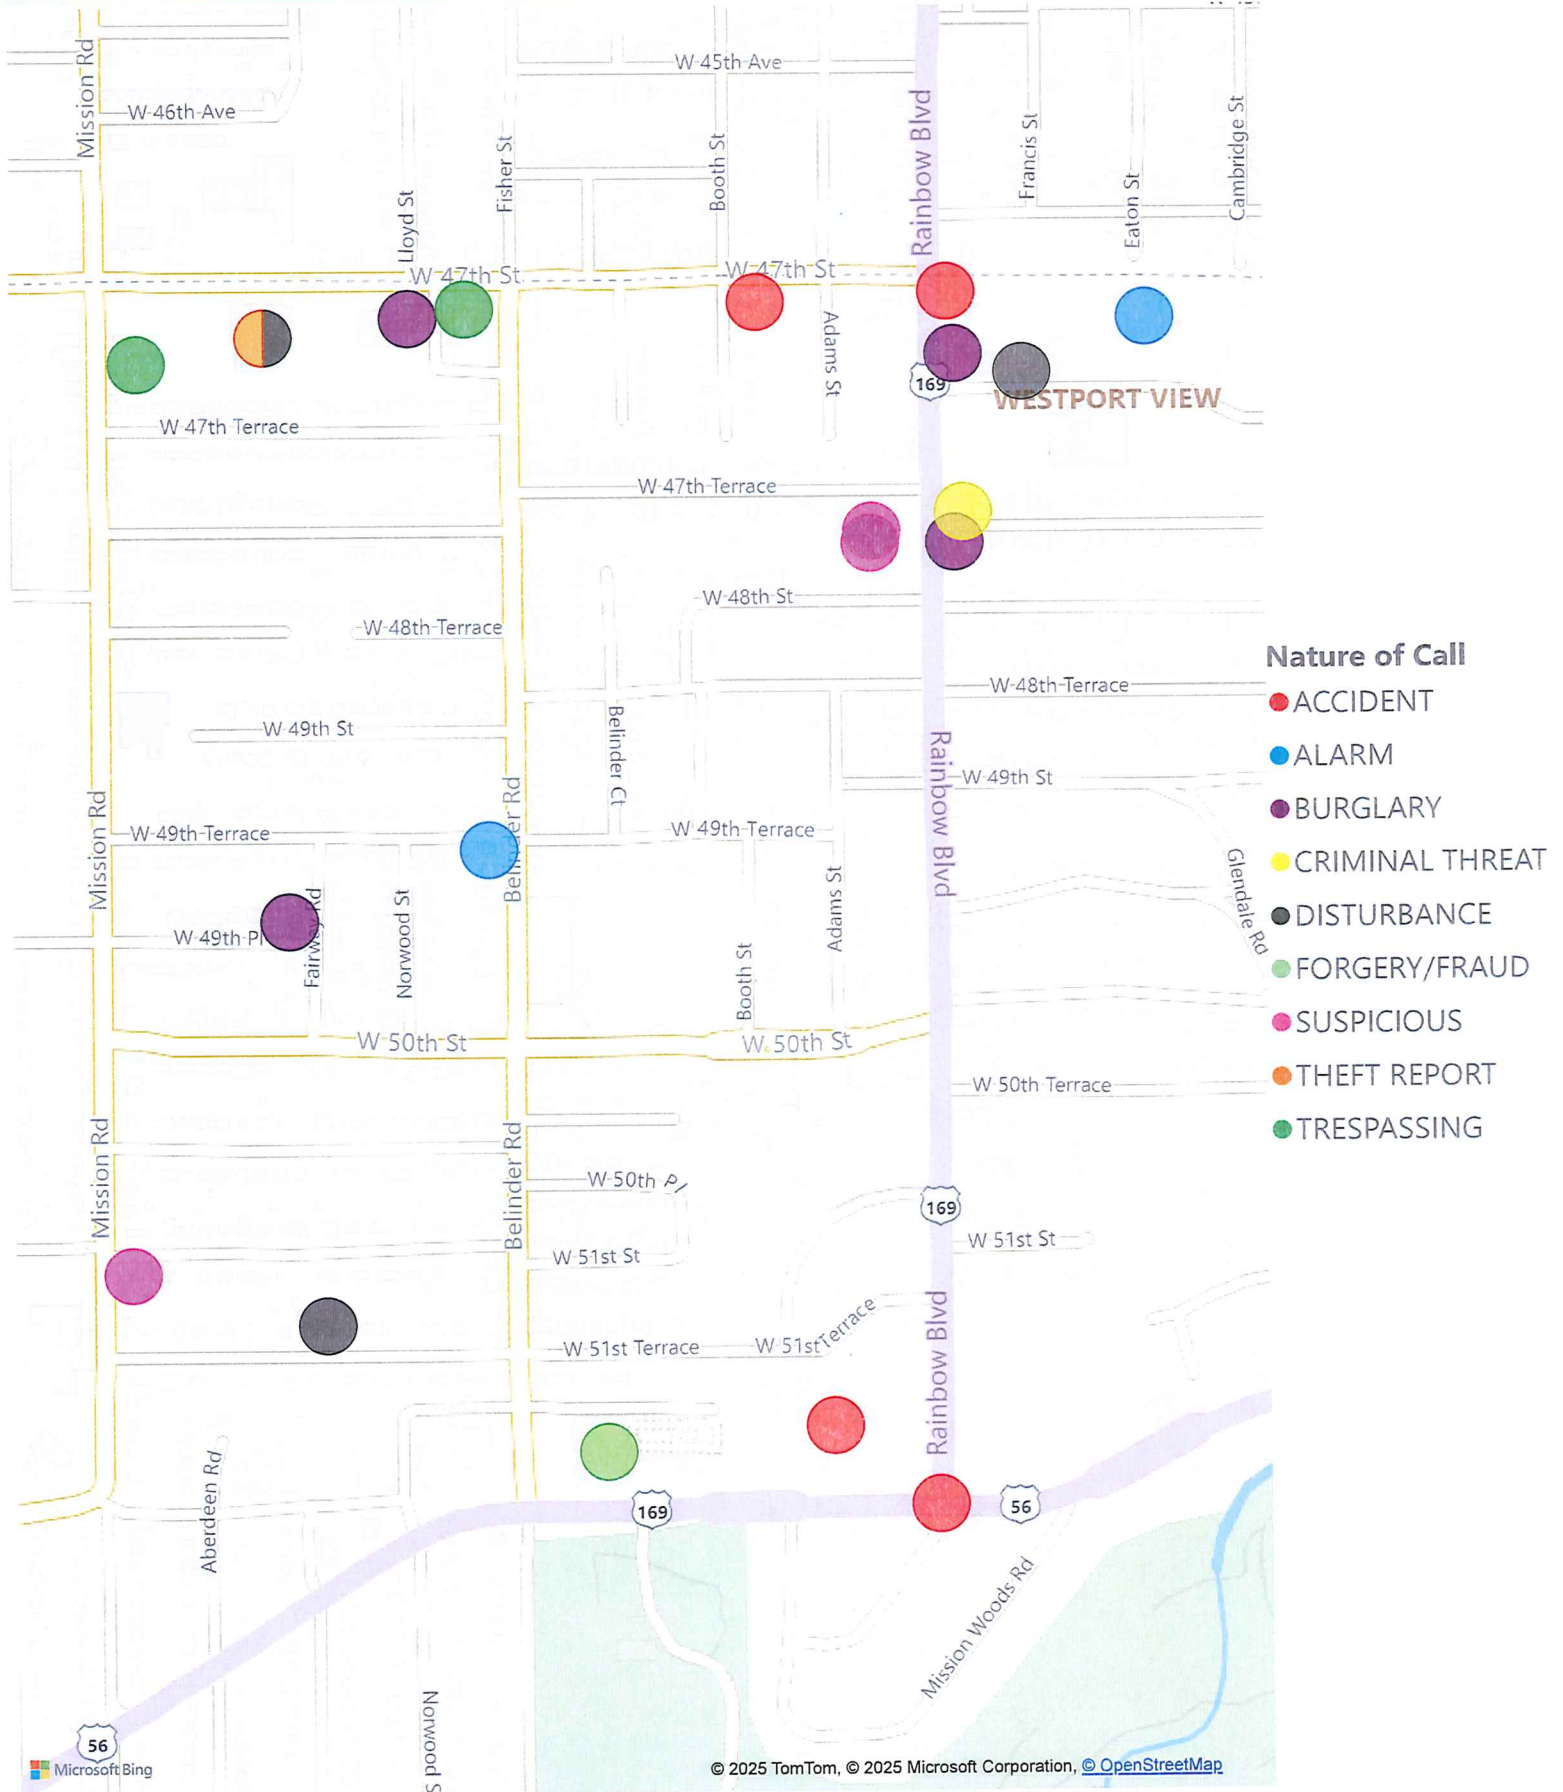 W 45th Ave
Mission Rd
W 46th Ave
Rainbow Blvd
Francis St
Cambridge St
Fisher St
Booth St
Lloyd St
Eaton St
W 47th St
W 47th St
Adams St
169
WESTPORT VIEW
W 47th Terrace
W 47th Terrace
W 48th St
W 48th Terrace
W 48th Terrace
W 49th St
Belinder Ct
Rainbow Blvd
W 49th St
Mission Rd
Belinder Rd
W 49th Terrace
W 49th Terrace
Glendale Rd
Adams St
W 49th Pl
Fairway Rd
Norwood St
Booth St
W 50th St
W 50th St
W 50th Terrace
Mission Rd
Belinder Rd
W 50th Pl
169
W 51st St
W 51st St
W 51st Terrace
W 51st Terrace
Rainbow Blvd
Aberdeen Rd
169
56
Mission Woods Rd
Norwood S
56
Microsoft Bing
© 2025 TomTom, © 2025 Microsoft Corporation, © OpenStreetMap
Nature of Call
ACCIDENT
ALARM
BURGLARY
CRIMINAL THREAT
DISTURBANCE
FORGERY/FRAUD
SUSPICIOUS
THEFT REPORT
TRESPASSING